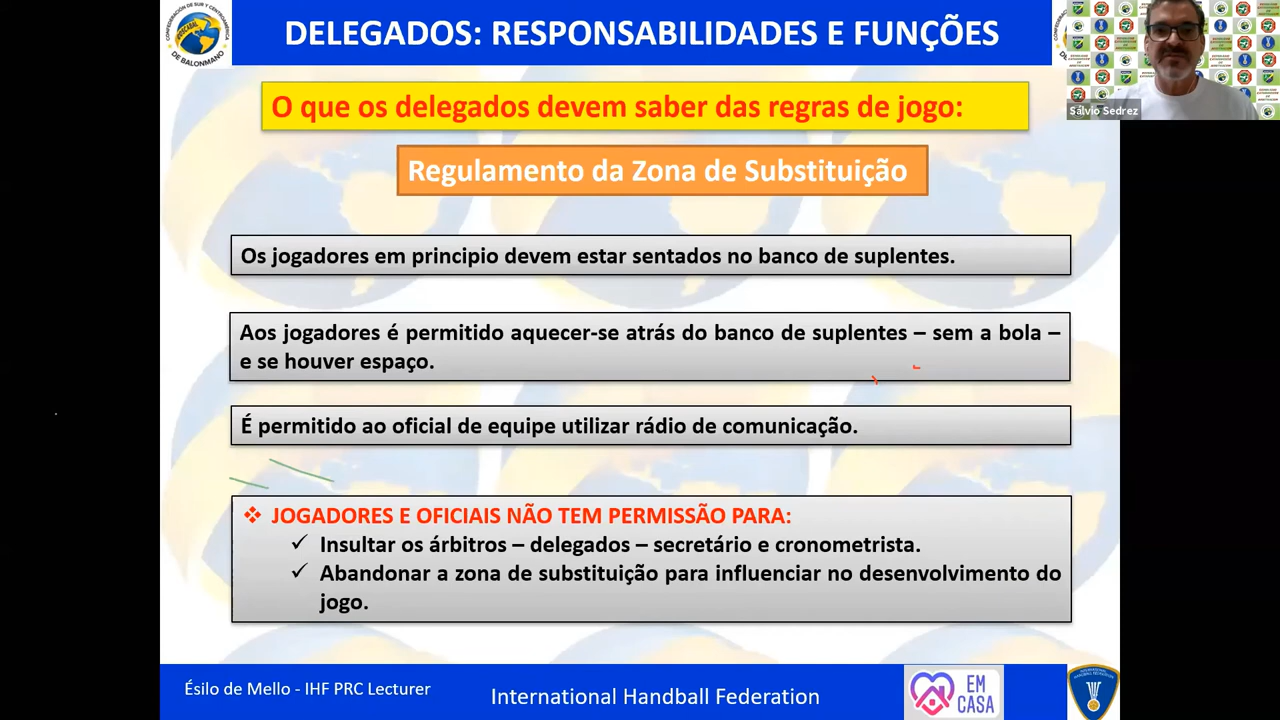 DELEGADOS: RESPONSABILIDADES E FUNÇÕES
Sálvio Sedrez
O que os delegados devem saber das regras de jogo:
Regulamento da Zona de Substituição
Os jogadores em principio devem estar sentados no banco de suplentes.
Aos jogadores é permitido aquecer-se atrás do banco de suplentes – sem a bola –
e se houver espaço.
É permitido ao oficial de equipe utilizar rádio de comunicação.
❖ JOGADORES E OFICIAIS NÃO TEM PERMISSÃO PARA:
✓ Insultar os árbitros – delegados – secretário e cronometrista.
✓ Abandonar a zona de substituição para influenciar no desenvolvimento do
jogo.
Ésilo de Mello - IHF PRC Lecturer
International Handball Federation
EM
CASA
DE BALONMANO